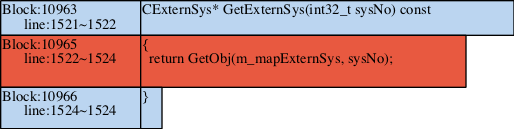 Block:10963 CExternSys* GetExternSys(int32_t sysNo) const
line:1521~1522
Block:10965 {
line:1522~1524 return GetObj(m_mapExternSys, sysNo);
Block:10966 }
line:1524~1524